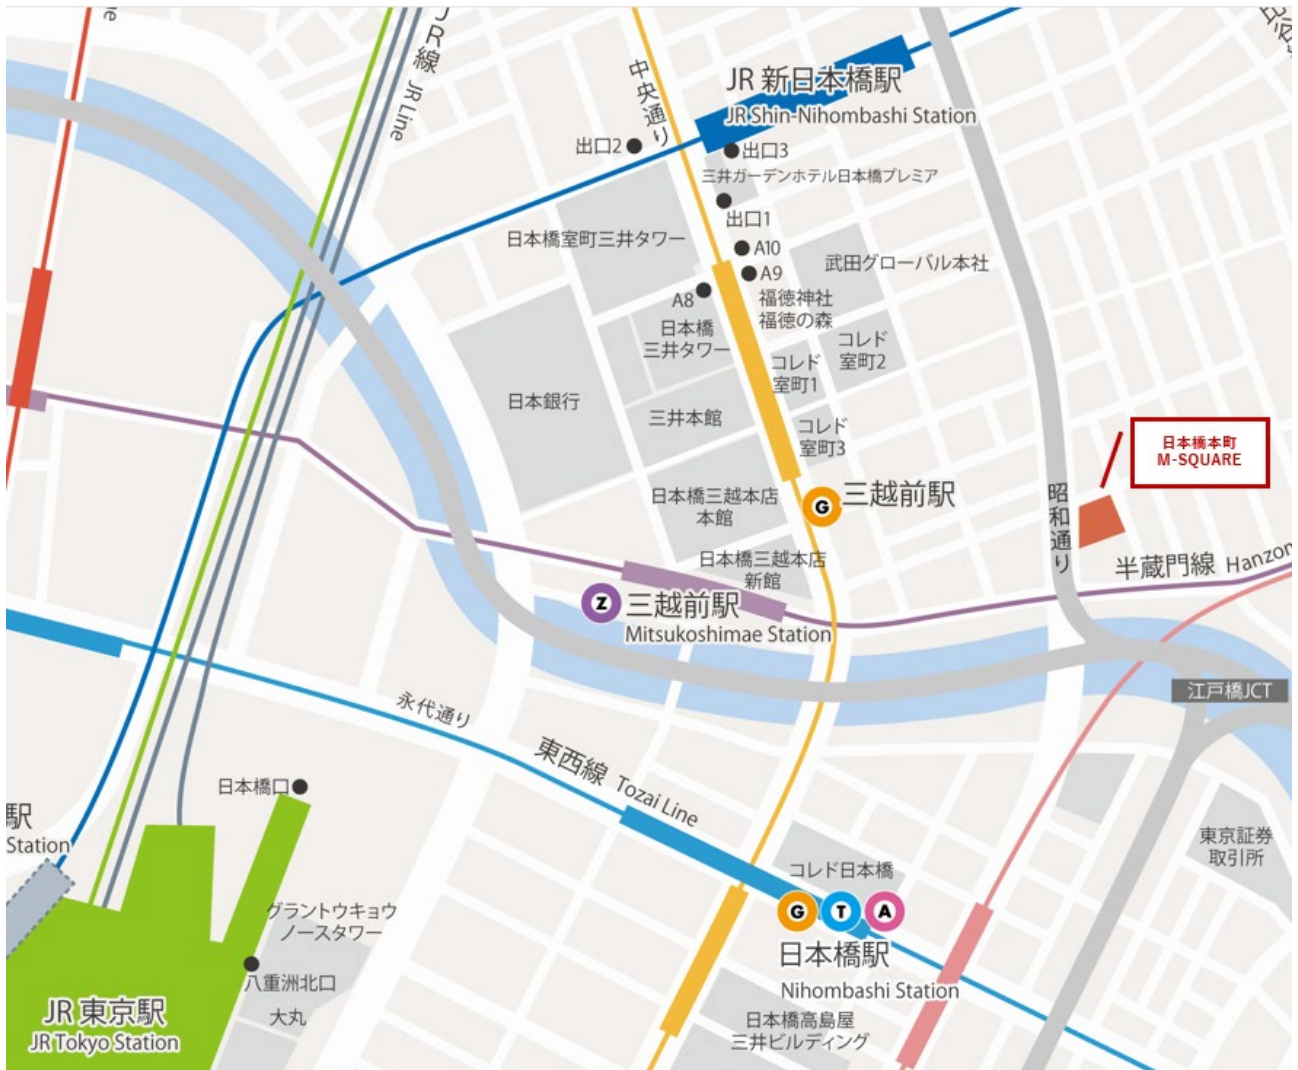 JR線 JR Line
中央通り
JR 新日本橋駅
JR Shin-Nihombashi Station
出口2
出口3
三井ガーデンホテル日本橋プレミア
出口1
日本橋室町三井タワー
A10
武田グローバル本社
A9
A8
福徳神社
福徳の森
日本橋
三井タワー
コレド
室町2
コレド
室町1
日本銀行
三井本館
コレド
室町3
日本橋本町
M-SQUARE
G 三越前駅
日本橋三越本店
本館
昭和通り
日本橋三越本店
新館
半蔵門線 Hanzom
Z 三越前駅
Mitsukoshimae Station
江戸橋JCT
永代通り
東西線 Tozai Line
日本橋口
駅
Station
東京証券
取引所
コレド日本橋
G T A
日本橋駅
Nihombashi Station
グラントウキョウ
ノースタワー
八重洲北口
JR 東京駅
JR Tokyo Station
大丸
日本橋高島屋
三井ビルディング